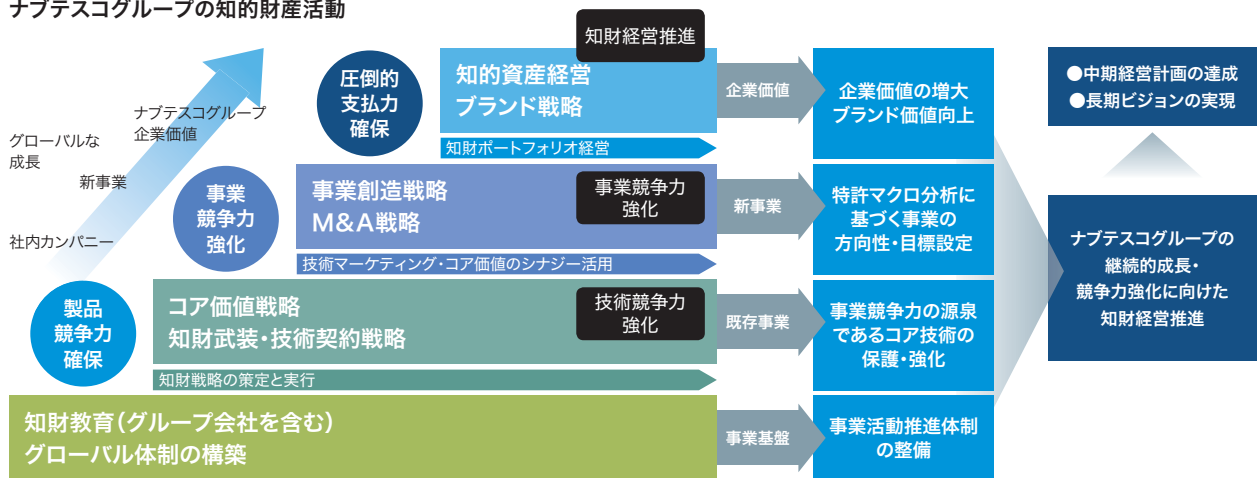 ナブテスコグループの知的財産活動
グローバルな
成長
ナブテスコグループ
企業価値
新事業
社内カンパニー
圧倒的
支払力
確保
知財経営推進
知的資産経営
ブランド戦略
知財ポートフォリオ経営
企業価値
企業価値の増大
ブランド価値向上
事業
競争力
強化
事業創造戦略
M&A戦略
事業競争力
強化
技術マーケティング・コア価値のシナジー活用
新事業
特許マクロ分析に
基づく事業の
方向性・目標設定
製品
競争力
確保
コア価値戦略
知財武装・技術契約戦略
技術競争力
強化
知財戦略の策定と実行
既存事業
事業競争力の源泉
であるコア技術の
保護・強化
知財教育（グループ会社を含む）
グローバル体制の構築
事業基盤
事業活動推進体制
の整備
●中期経営計画の達成
●長期ビジョンの実現
ナブテスコグループの
継続的成長・
競争力強化に向けた
知財経営推進